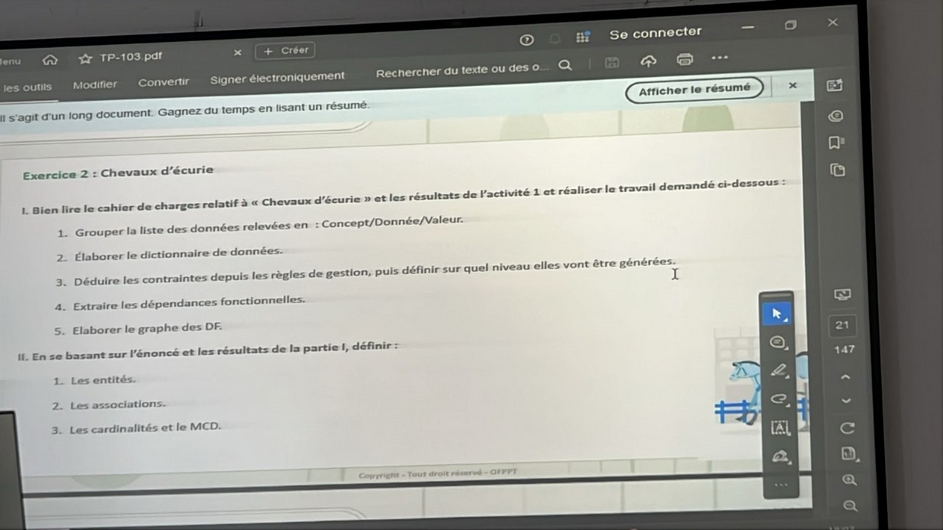 Se connecter
TP-103.pdf
+ Créer
les outils Modifier Convertir Signer électroniquement Rechercher du texte ou des o...
Il s'agit d'un long document. Gagnez du temps en lisant un résumé.
Afficher le résumé
Exercice 2 : Chevaux d'écurie
I. Bien lire le cahier de charges relatif à « Chevaux d'écurie » et les résultats de l'activité 1 et réaliser le travail demandé ci-dessous :
1. Grouper la liste des données relevées en : Concept/Donnée/Valeur.
2. Élaborer le dictionnaire de données.
3. Déduire les contraintes depuis les règles de gestion, puis définir sur quel niveau elles vont être générées.
4. Extraire les dépendances fonctionnelles.
5. Elaborer le graphe des DF.
II. En se basant sur l'énoncé et les résultats de la partie I, définir :
1. Les entités.
2. Les associations.
3. Les cardinalités et le MCD.
Copyright - Tout droit réservé - OFPPT
21
147